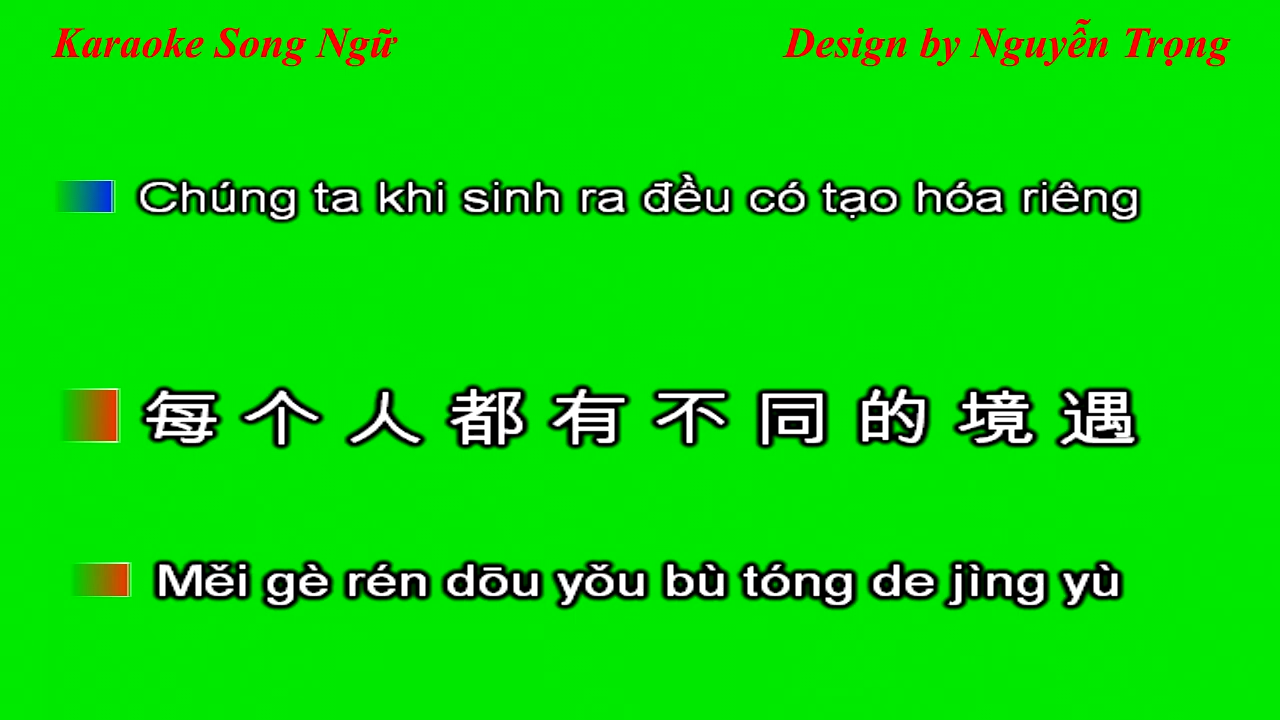 Karaoke Song Ngữ
Design by Nguyễn Trọng
Chúng ta khi sinh ra đều có tạo hóa riêng
每个人都有不同的境遇
Měi gè rén dōu yǒu bù tóng de jìng yù